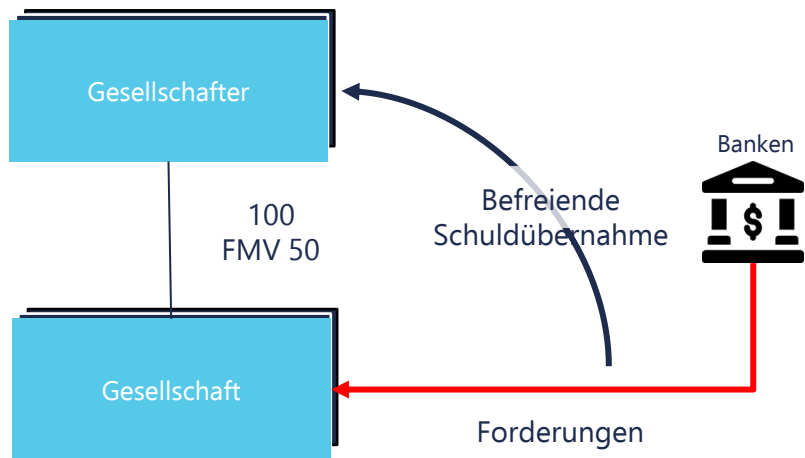 Gesellschafter
Banken
$
Befreiende
Schuldübernahme
100
FMV 50
Gesellschaft
Forderungen